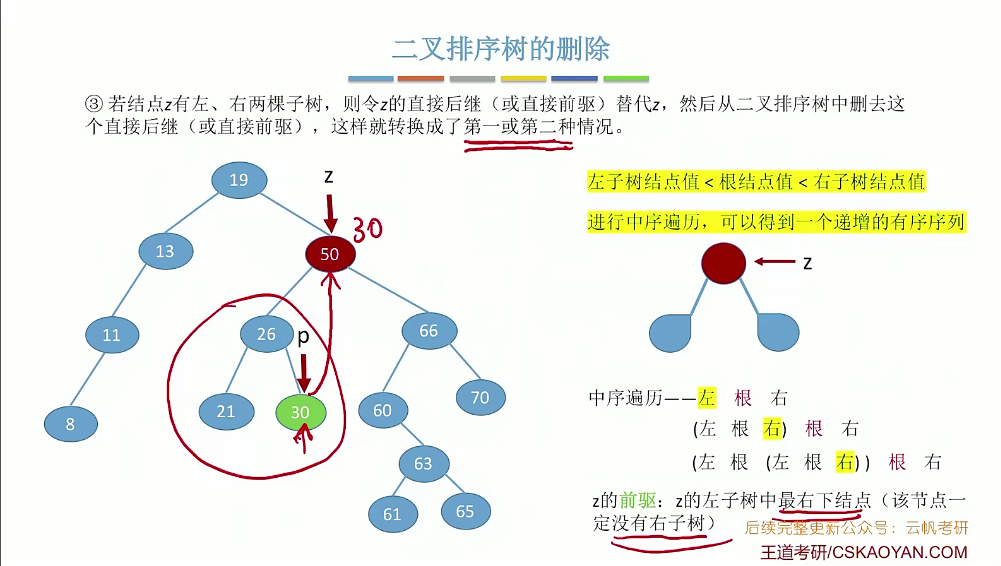 二叉排序树的删除
③ 若结点z有左、右两棵子树，则令z的直接后继（或直接前驱）替代z，然后从二叉排序树中删去这
个直接后继（或直接前驱），这样就转换成了第一或第二种情况。
左子树结点值 < 根结点值 < 右子树结点值
进行中序遍历，可以得到一个递增的有序序列
19
z
30
13
50
z
11
26
p
66
8
21
30
60
70
63
61
65
中序遍历——左 根 右
(左 根 右) 根 右
(左 根 (左 根 右) ) 根 右
z的前驱：z的左子树中最右下结点（该节点一
定没有右子树）
后续完整更新公众号：云帆考研
王道考研/CSKAOYAN.COM